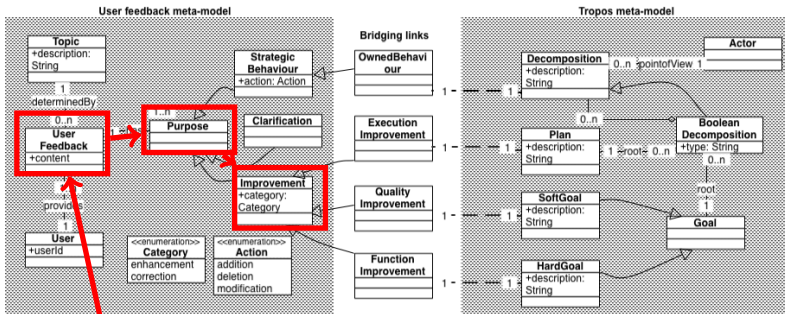 User feedback meta-model
Topic
+description:
String
1
determinedBy
0..n
User
Feedback
+content
1
1..n
Purpose
provides
1
User
+userId
Strategic
Behaviour
+action: Action
Clarification
Improvement
+category:
Category
<<enumeration>>
Category
enhancement
correction
<<enumeration>>
Action
addition
deletion
modification
Bridging links
OwnedBehavi
our
Execution
Improvement
Quality
Improvement
Function
Improvement
1
1
1
1
1
1
1
1
Tropos meta-model
Decomposition
+description:
String
0..n
pointofView
1
Actor
0..n
0..n
Plan
+description:
String
1
root
0..n
Boolean
Decomposition
+type: String
0..n
root
1
SoftGoal
+description:
String
Goal
HardGoal
+description:
String